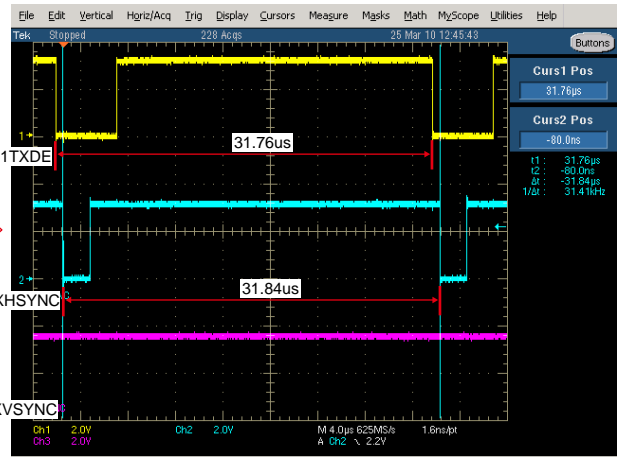 File Edit Vertical Horiz/Acq Trig Display Cursors Measure Masks Math MyScope Utilities Help
Tek Stopped 228 Acqs 25 Mar 10 12:45:43
Buttons
Curs1 Pos
31.76µs
Curs2 Pos
-80.0ns
t1 : 31.76µs
t2 : -80.0ns
Δt : -31.84µs
1/Δt : 31.41kHz
1
31.76us
1TXDE
2
31.84us
XHSYNC
XVSYNC
Ch1 2.0V Ch2 2.0V M 4.0µs 625MS/s 1.6ns/pt
Ch3 2.0V A Ch2 \ 2.2V